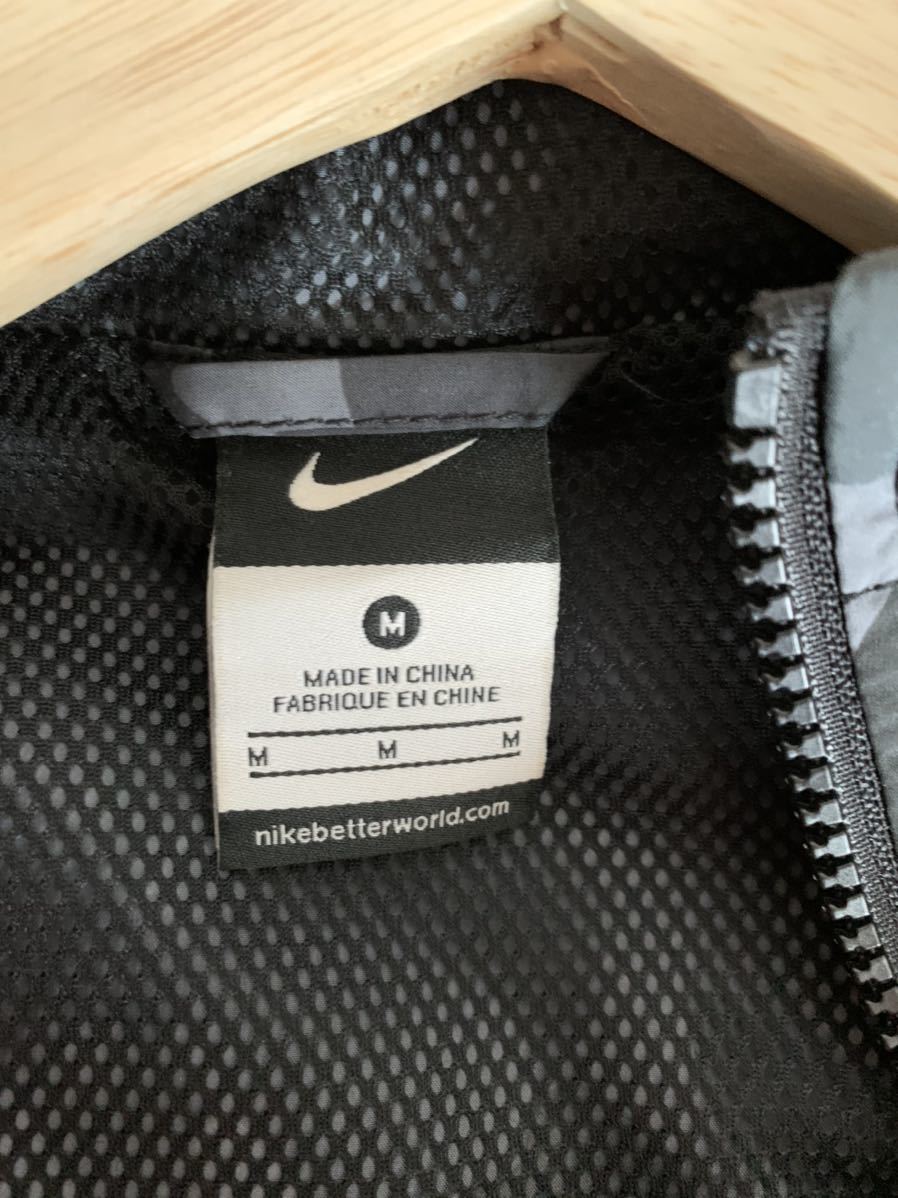 M
MADE IN CHINA
FABRIQUE EN CHINE
M M M
nikebetterworld.com